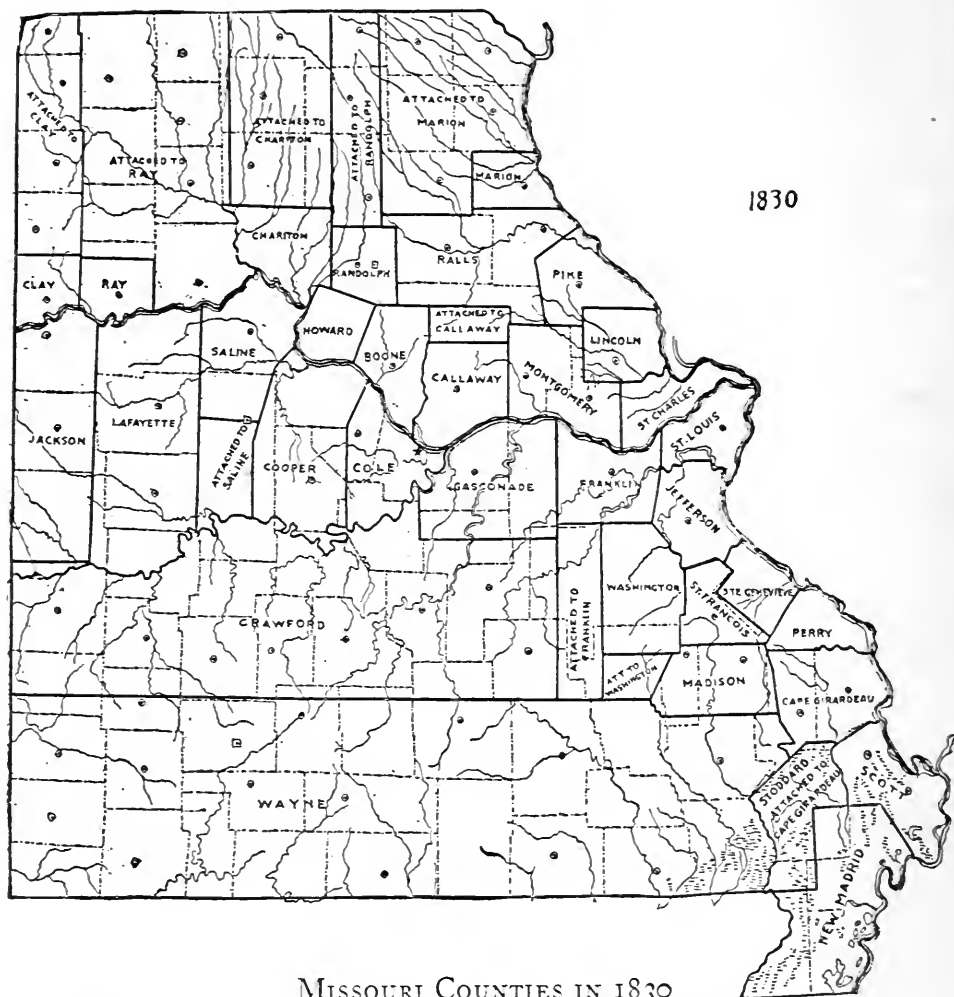 1830
ATTACHED TO
CLAY
ATTACHED TO
RAY
ATTACHED TO
CHARITON
ATTACHED TO
RANDOLPH
ATTACHED TO
MARION
MARION
CHARITON
RANDOLPH
RALLS
PIKE
CLAY
RAY
HOWARD
ATTACHED TO
CALLAWAY
LINCOLN
SALINE
BOONE
CALLAWAY
MONTGOMERY
ST. CHARLES
ST. LOUIS
JACKSON
LAFAYETTE
ATTACHED TO
SALINE
COOPER
COLE
GASCONADE
FRANKLIN
JEFFERSON
CRAWFORD
ATTACHED TO
FRANKLIN
WASHINGTON
ST. FRANCOIS
STE GENEVIEVE
PERRY
ATT. TO
WASHINGTON
MADISON
CAPE GIRARDEAU
WAYNE
STODDARD
ATTACHED TO
CAPE GIRARDEAU
SCOTT
NEW MADRID
MISSOURI COUNTIES IN 1830